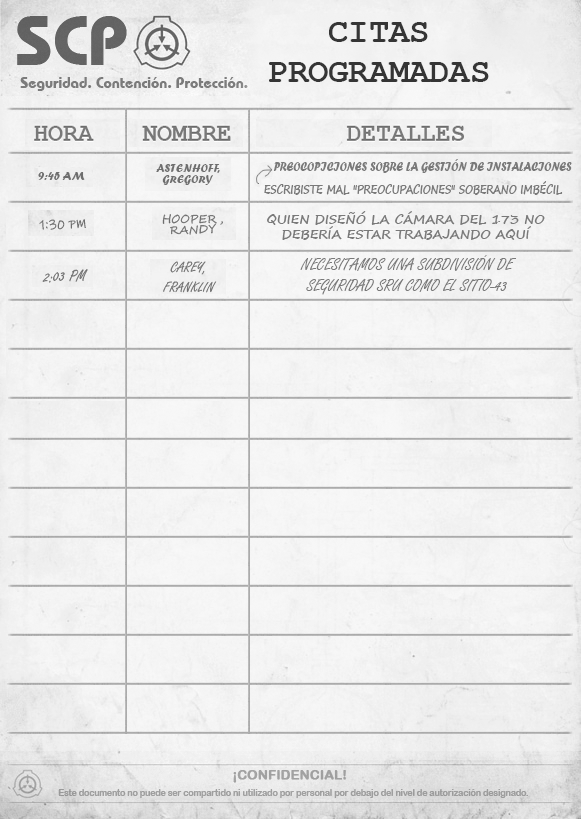 SCP
Seguridad. Contención. Protección.
CITAS
PROGRAMADAS
HORA NOMBRE DETALLES
9:45 AM
ASTENHOFF,
GREGORY
PREOCOPICIONES SOBRE LA GESTIÓN DE INSTALACIONES
ESCRIBISTE MAL "PREOCUPACIONES" SOBERANO IMBÉCIL
1:30 PM
HOOPER,
RANDY
QUIEN DISEÑÓ LA CÁMARA DEL 173 NO
DEBERÍA ESTAR TRABAJANDO AQUÍ
2:03 PM
CAREY,
FRANKLIN
NECESITAMOS UNA SUBDIVISIÓN DE
SEGURIDAD SRU COMO EL SITIO-43
¡CONFIDENCIAL!
Este documento no puede ser compartido ni utilizado por personal por debajo del nivel de autorización designado.